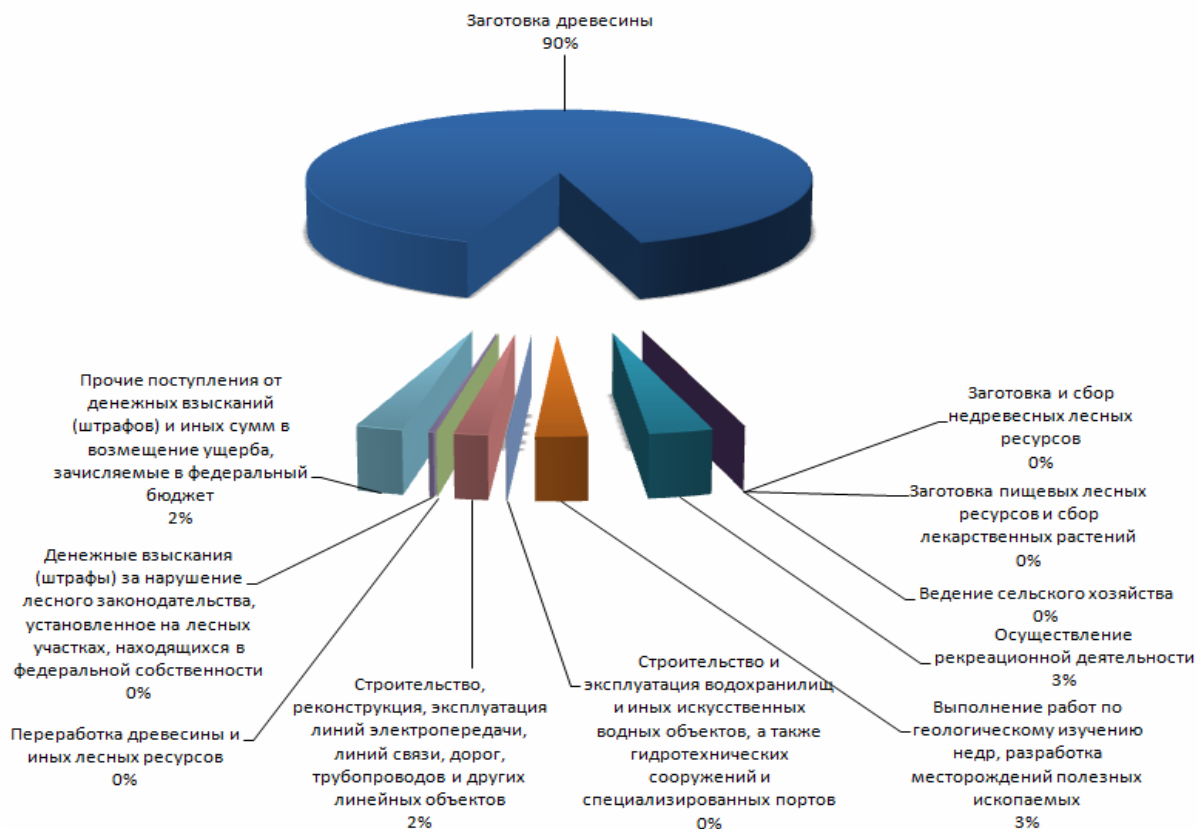 Заготовка древесины
90%
Прочие поступления от
денежных взысканий
(штрафов) и иных сумм в
возмещение ущерба,
зачисляемые в федеральный
бюджет
2%
Денежные взыскания
(штрафы) за нарушение
лесного законодательства,
установленное на лесных
участках, находящихся в
федеральной собственности
0%
Переработка древесины и
иных лесных ресурсов
0%
Строительство,
реконструкция, эксплуатация
линий электропередачи,
линий связи, дорог,
трубопроводов и других
линейных объектов
2%
Строительство и
эксплуатация водохранилищ
и иных искусственных
водных объектов, а также
гидротехнических
сооружений и
специализированных портов
0%
Заготовка и сбор
недревесных лесных
ресурсов
0%
Заготовка пищевых лесных
ресурсов и сбор
лекарственных растений
0%
Ведение сельского хозяйства
0%
Осуществление
рекреационной деятельности
3%
Выполнение работ по
геологическому изучению
недр, разработка
месторождений полезных
ископаемых
3%